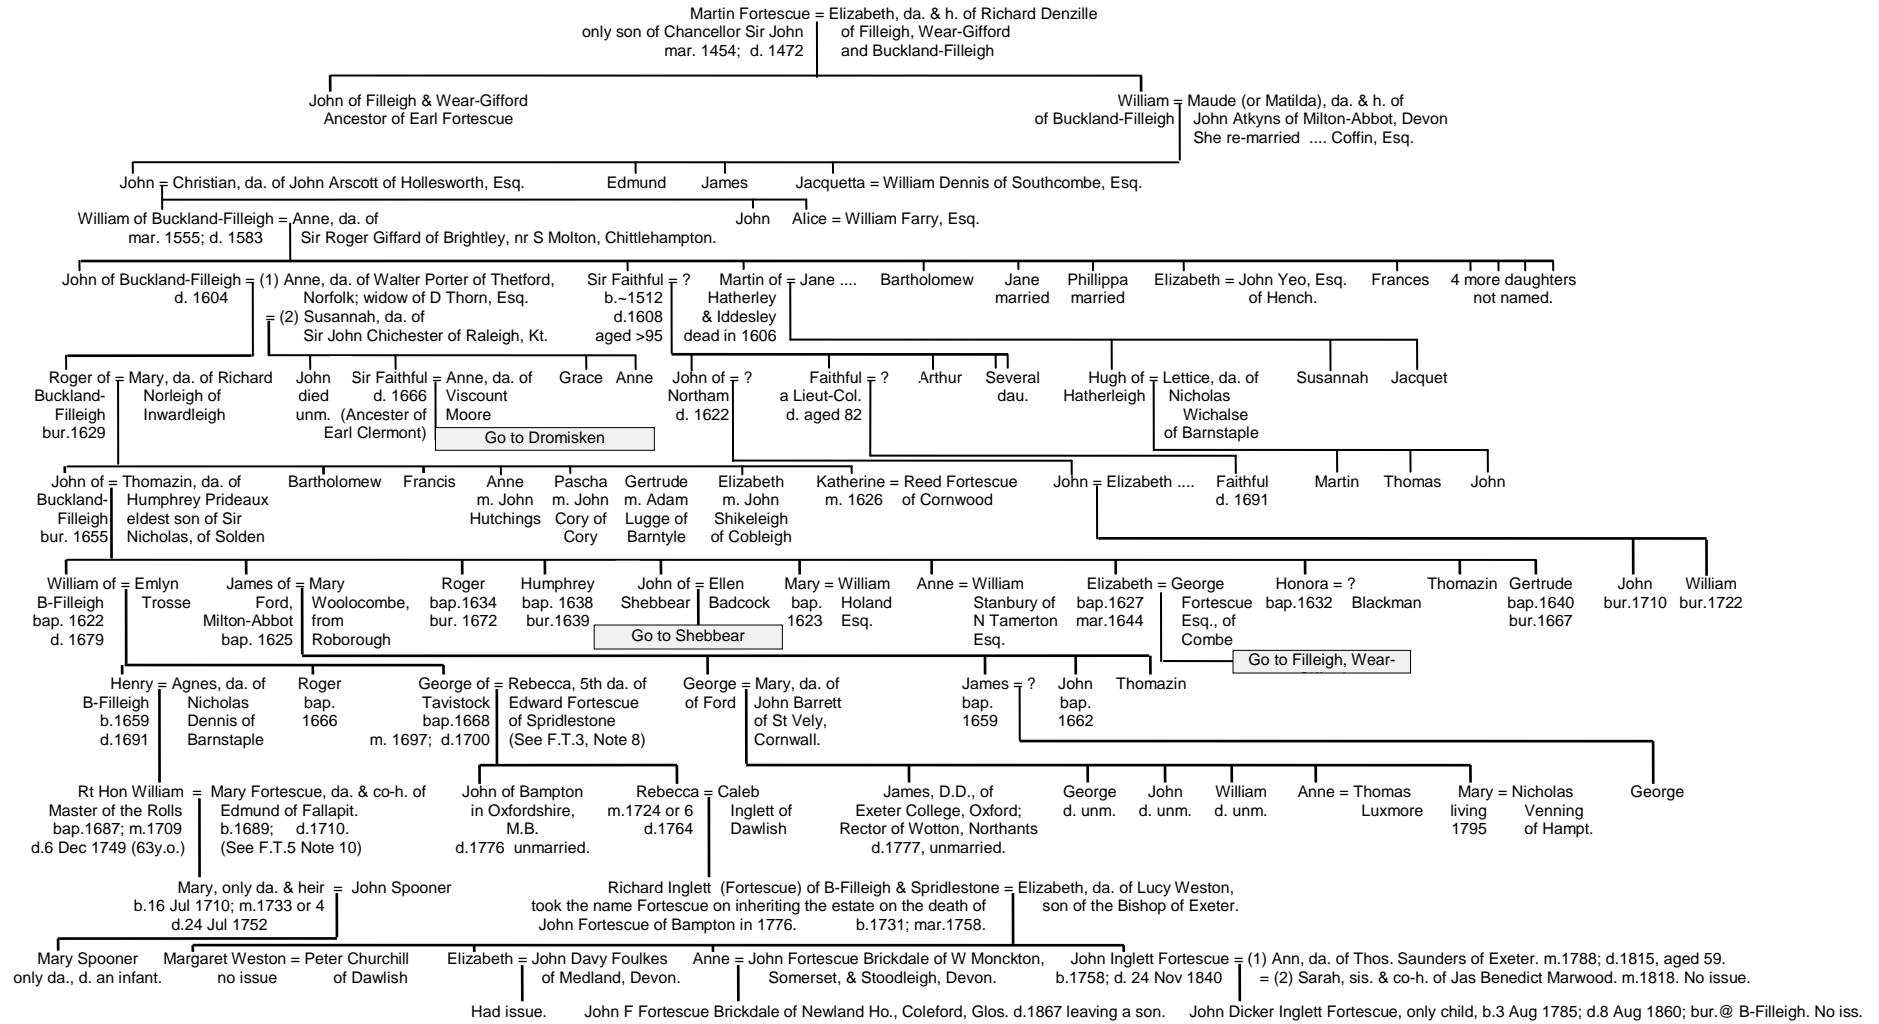 Martin Fortescue = Elizabeth, da. & h. of Richard Denzille
only son of Chancellor Sir John of Filleigh, Wear-Gifford
mar. 1454; d. 1472 and Buckland-Filleigh
John of Filleigh & Wear-Gifford William = Maude (or Matilda), da. & h. of
Ancestor of Earl Fortescue of Buckland-Filleigh John Atkyns of Milton-Abbot, Devon
She re-married .... Coffin, Esq.
John = Christian, da. of John Arscott of Hollesworth, Esq. Edmund James Jacquetta = William Dennis of Southcombe, Esq.
William of Buckland-Filleigh = Anne, da. of John Alice = William Farry, Esq.
mar. 1555; d. 1583 Sir Roger Giffard of Brightley, nr S Molton, Chittlehampton.
John of Buckland-Filleigh = (1) Anne, da. of Walter Porter of Thetford, Sir Faithful = ? Martin of = Jane .... Bartholomew Jane Phillippa Elizabeth = John Yeo, Esq. Frances 4 more daughters
d. 1604 Norfolk; widow of D Thorn, Esq. b.~1512 Hatherley married married of Hench. not named.
= (2) Susannah, da. of d.1608 & Iddesley
Sir John Chichester of Raleigh, Kt. aged >95 dead in 1606
Roger of = Mary, da. of Richard John Sir Faithful = Anne, da. of Grace Anne John of = ? Faithful = ? Arthur Several Hugh of = Lettice, da. of Susannah Jacquet
Buckland- Norleigh of died d. 1666 Viscount Northam a Lieut-Col. dau. Hatherleigh Nicholas
Filleigh Inwardleigh unm. (Ancester of Moore d. 1622 d. aged 82 Wichalse
bur.1629 Earl Clermont) Go to Dromisken of Barnstaple
John of = Thomazin, da. of Bartholomew Francis Anne Pascha Gertrude Elizabeth Katherine = Reed Fortescue John = Elizabeth .... Faithful Martin Thomas John
Buckland- Humphrey Prideaux m. John m. John m. Adam m. John m. 1626 of Cornwood d. 1691
Filleigh eldest son of Sir Hutchings Cory of Lugge of Shikeleigh
bur. 1655 Nicholas, of Solden Cory Barntyle of Cobleigh
William of = Emlyn James of = Mary Roger Humphrey John of = Ellen Mary = William Anne = William Elizabeth = George Honora = ? Thomazin Gertrude John William
B-Filleigh Trosse Ford, Woolocombe, bap.1634 bap. 1638 Shebbear Badcock bap. Holand Stanbury of bap.1627 Fortescue bap.1632 Blackman bap.1640 bur.1710 bur.1722
bap. 1622 Milton-Abbot from bur. 1672 bur.1639 1623 Esq. N Tamerton mar.1644 Esq., of bur.1667
d. 1679 bap. 1625 Roborough Go to Shebbear Esq. Combe
Go to Filleigh, Wear-
Henry = Agnes, da. of Roger George of = Rebecca, 5th da. of George = Mary, da. of James = ? John Thomazin
B-Filleigh Nicholas bap. Tavistock Edward Fortescue of Ford John Barrett bap. bap.
b.1659 Dennis of 1666 bap.1668 of Spridlestone of St Vely, 1659 1662
d.1691 Barnstaple m. 1697; d.1700 (See F.T.3, Note 8) Cornwall.
Rt Hon William = Mary Fortescue, da. & co-h. of John of Bampton Rebecca = Caleb James, D.D., of George John William Anne = Thomas Mary = Nicholas George
Master of the Rolls Edmund of Fallapit. in Oxfordshire, m.1724 or 6 Inglett of Exeter College, Oxford; d. unm. d. unm. d. unm. Luxmore living Venning
bap.1687; m.1709 b.1689; d.1710. M.B. d.1764 Dawlish Rector of Wotton, Northants 1795 of Hampt.
d.6 Dec 1749 (63y.o.) (See F.T.5 Note 10) d.1776 unmarried. d.1777, unmarried.
Mary, only da. & heir = John Spooner Richard Inglett (Fortescue) of B-Filleigh & Spridlestone = Elizabeth, da. of Lucy Weston,
b.16 Jul 1710; m.1733 or 4 took the name Fortescue on inheriting the estate on the death of son of the Bishop of Exeter.
d.24 Jul 1752 John Fortescue of Bampton in 1776. b.1731; mar.1758.
Mary Spooner Margaret Weston = Peter Churchill Elizabeth = John Davy Foulkes Anne = John Fortescue Brickdale of W Monckton, John Inglett Fortescue = (1) Ann, da. of Thos. Saunders of Exeter. m.1788; d.1815, aged 59.
only da., d. an infant. no issue of Dawlish of Medland, Devon. Somerset, & Stoodleigh, Devon. b.1758; d. 24 Nov 1840 = (2) Sarah, sis. & co-h. of Jas Benedict Marwood. m.1818. No issue.
Had issue. John F Fortescue Brickdale of Newland Ho., Coleford, Glos. d.1867 leaving a son. John Dicker Inglett Fortescue, only child, b.3 Aug 1785; d.8 Aug 1860; bur.@ B-Filleigh. No iss.